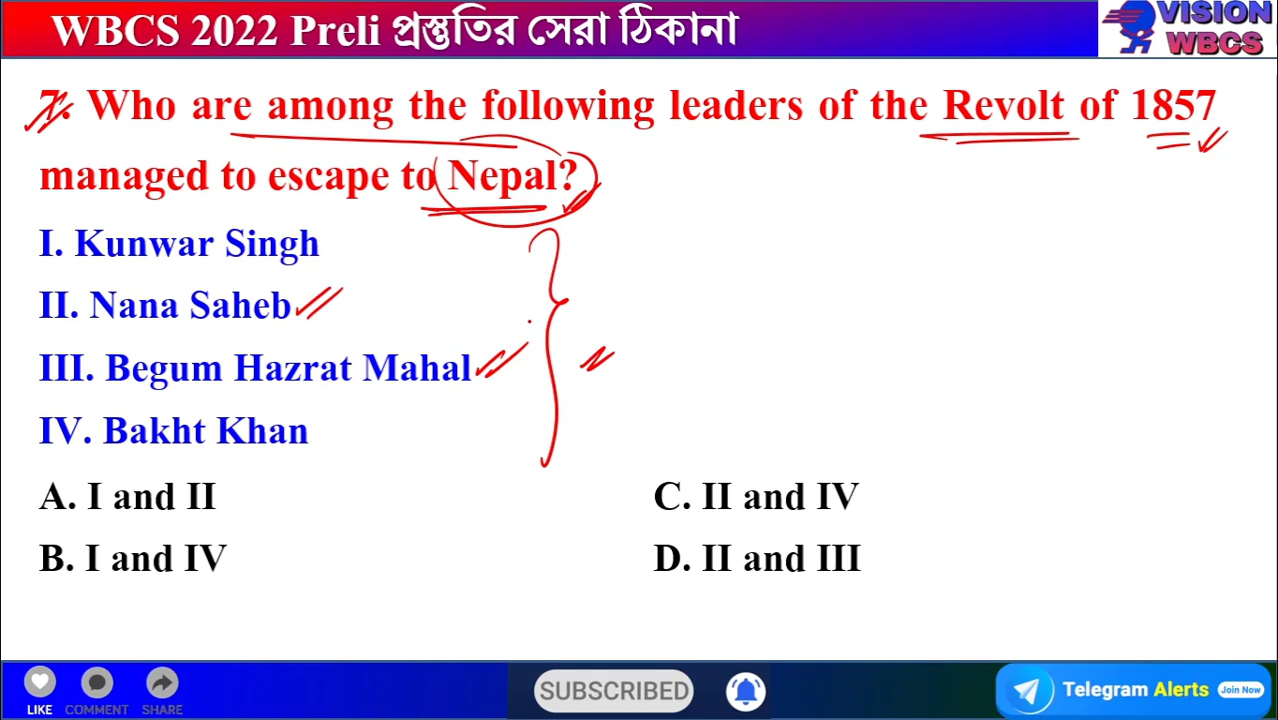 WBCS 2022 Preli প্রস্তুতির সেরা ঠিকানা
VISION
WBCS
7. Who are among the following leaders of the Revolt of 1857
managed to escape to Nepal?
I. Kunwar Singh
II. Nana Saheb
III. Begum Hazrat Mahal
IV. Bakht Khan
A. I and II
C. II and IV
B. I and IV
D. II and III
LIKE COMMENT SHARE
SUBSCRIBED
Telegram Alerts Join Now